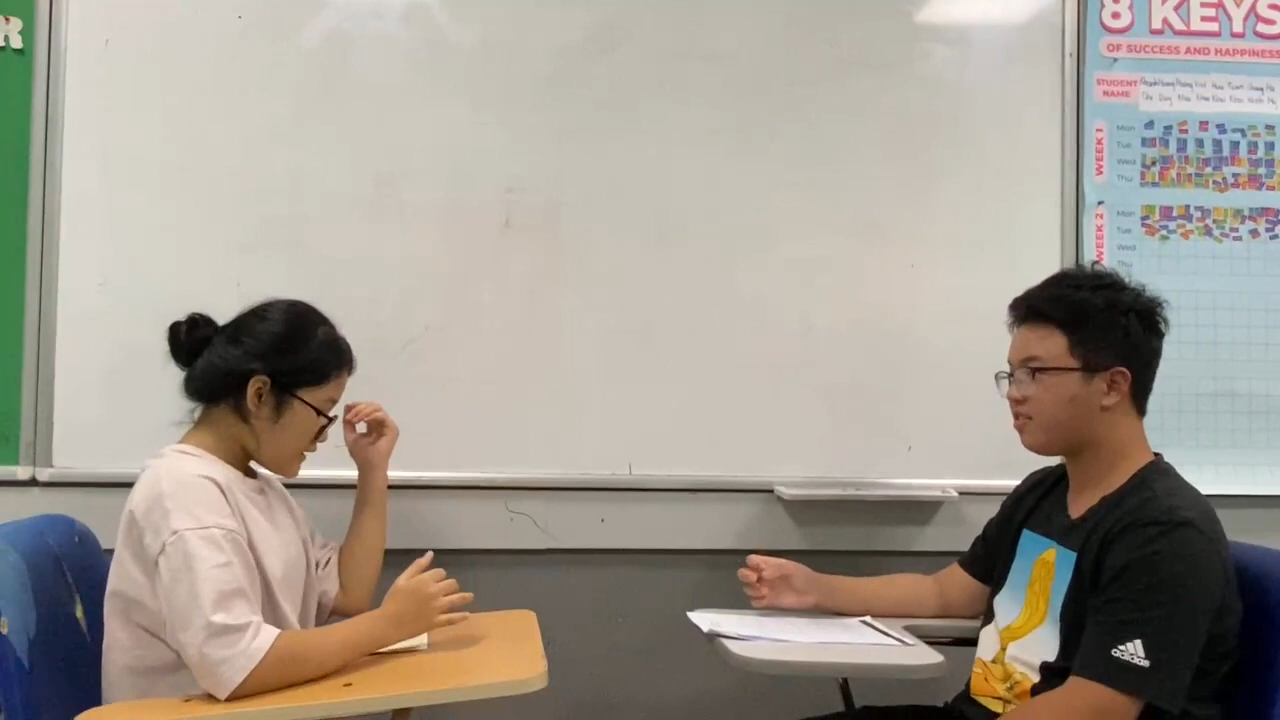 R
8 KEYS
OF SUCCESS AND HAPPINESS
STUDENT
NAME
WEEK 1
Mon
Tue
Wed
Thu
WEEK 2
Mon
Tue
Wed
Thu
adidas